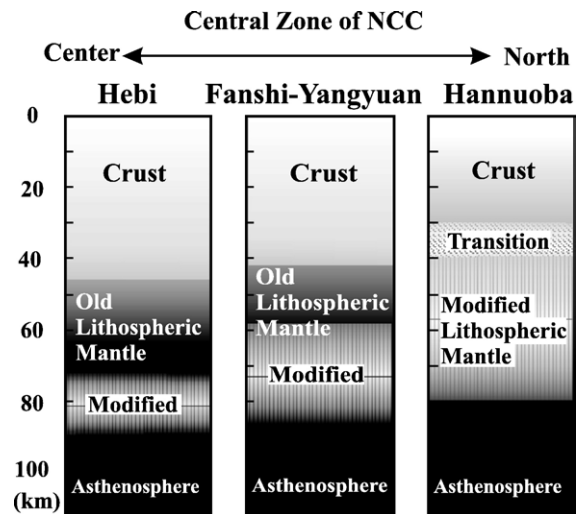 Central Zone of NCC
Center
North
Hebi
Fanshi-Yangyuan
Hannuoba
0
20
40
60
80
100
(km)
Crust
Old
Lithospheric
Mantle
Modified
Asthenosphere
Crust
Old
Lithospheric
Mantle
Modified
Asthenosphere
Crust
Transition
Modified
Lithospheric
Mantle
Asthenosphere